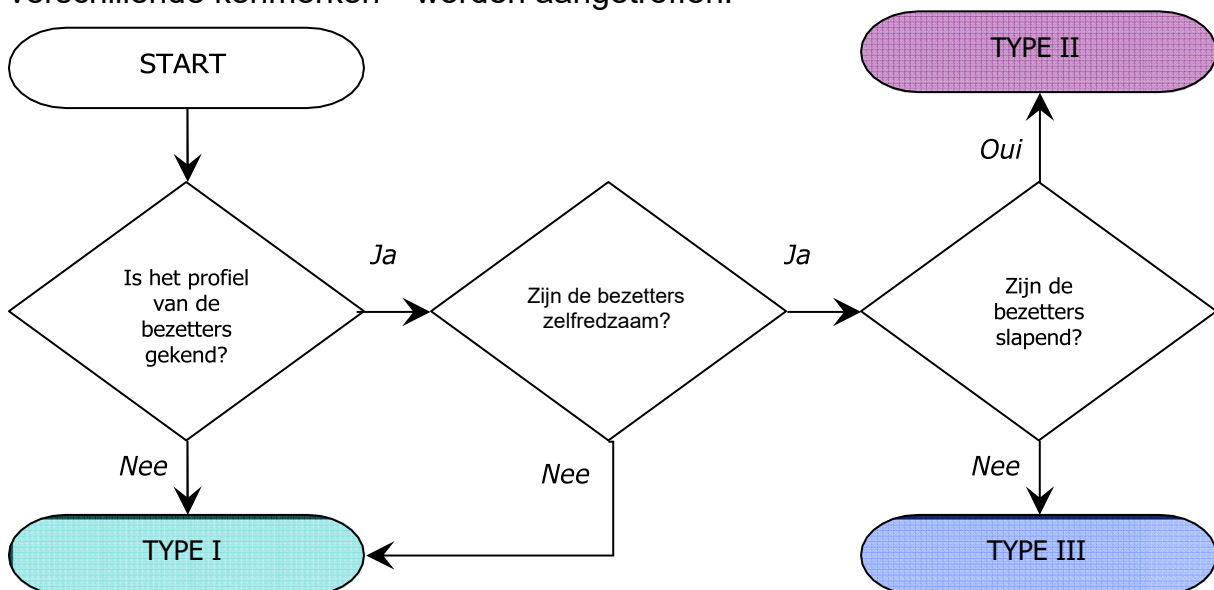 verschillende kenmerken – worden aangetroffen.
START
TYPE II
Oui
Is het profiel
van de
bezetters
gekend?
Ja
Zijn de bezetters
zelfredzaam?
Ja
Zijn de
bezetters
slapend?
Nee
Nee
Nee
TYPE I
TYPE III